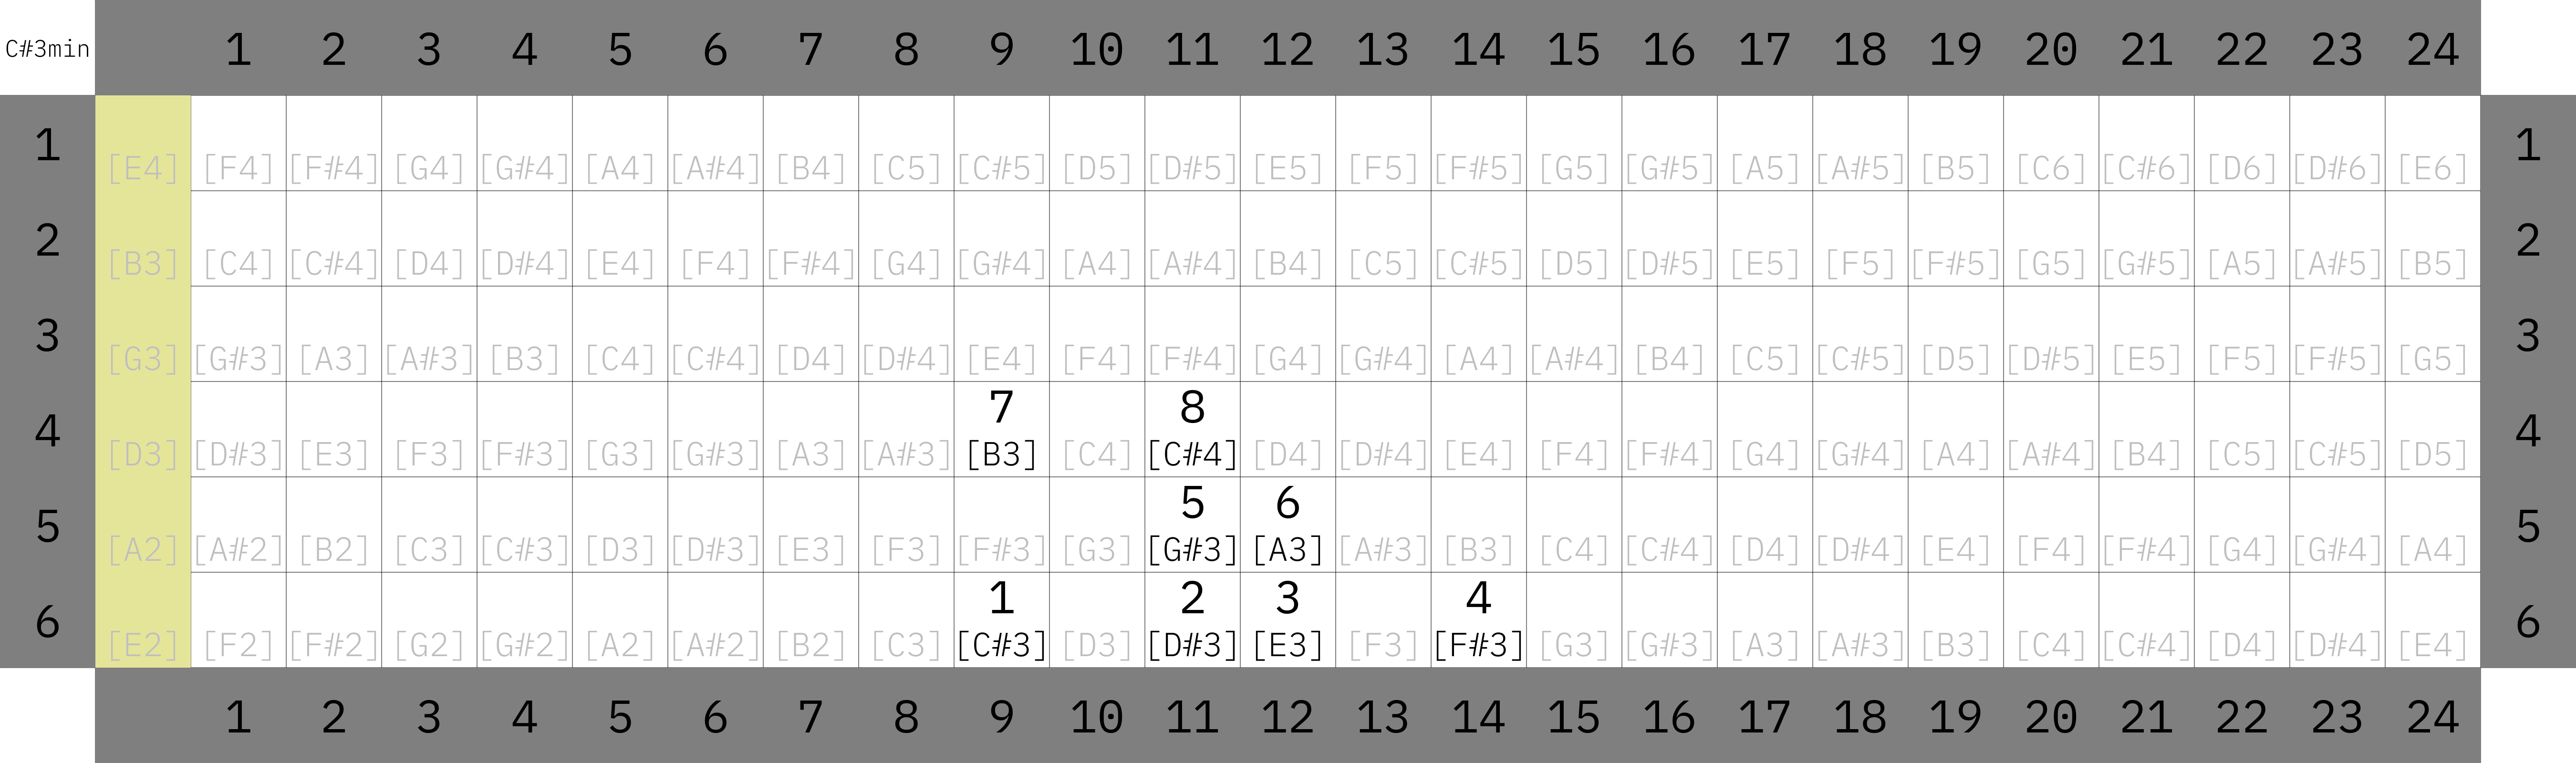 C#3min 1 2 3 4 5 6 7 8 9 10 11 12 13 14 15 16 17 18 19 20 21 22 23 24
1 [E4] [F4] [F#4] [G4] [G#4] [A4] [A#4] [B4] [C5] [C#5] [D5] [D#5] [E5] [F5] [F#5] [G5] [G#5] [A5] [A#5] [B5] [C6] [C#6] [D6] [D#6] [E6] 1
2 [B3] [C4] [C#4] [D4] [D#4] [E4] [F4] [F#4] [G4] [G#4] [A4] [A#4] [B4] [C5] [C#5] [D5] [D#5] [E5] [F5] [F#5] [G5] [G#5] [A5] [A#5] [B5] 2
3 [G3] [G#3] [A3] [A#3] [B3] [C4] [C#4] [D4] [D#4] [E4] [F4] [F#4] [G4] [G#4] [A4] [A#4] [B4] [C5] [C#5] [D5] [D#5] [E5] [F5] [F#5] [G5] 3
7 8
4 [D3] [D#3] [E3] [F3] [F#3] [G3] [G#3] [A3] [A#3] [B3] [C4] [C#4] [D4] [D#4] [E4] [F4] [F#4] [G4] [G#4] [A4] [A#4] [B4] [C5] [C#5] [D5] 4
5 6
5 [A2] [A#2] [B2] [C3] [C#3] [D3] [D#3] [E3] [F3] [F#3] [G3] [G#3] [A3] [A#3] [B3] [C4] [C#4] [D4] [D#4] [E4] [F4] [F#4] [G4] [G#4] [A4] 5
1 2 3 4
6 [E2] [F2] [F#2] [G2] [G#2] [A2] [A#2] [B2] [C3] [C#3] [D3] [D#3] [E3] [F3] [F#3] [G3] [G#3] [A3] [A#3] [B3] [C4] [C#4] [D4] [D#4] [E4] 6
1 2 3 4 5 6 7 8 9 10 11 12 13 14 15 16 17 18 19 20 21 22 23 24